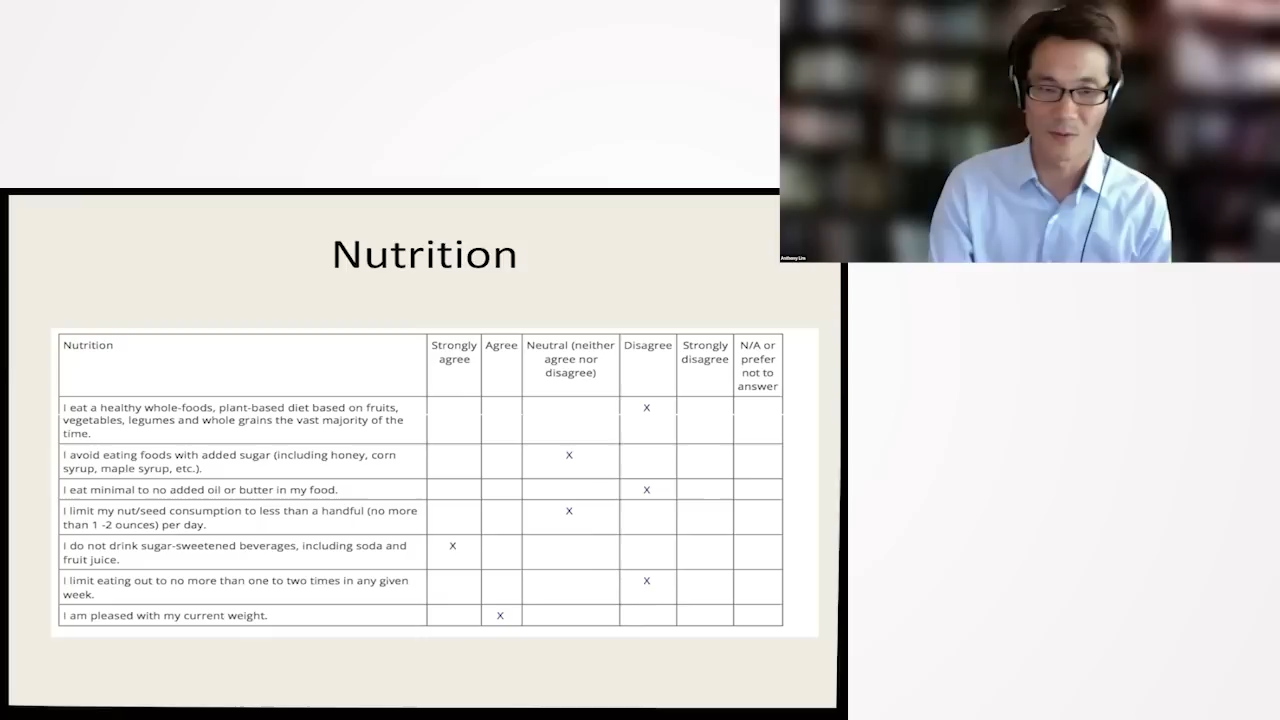 Anthony Lim
Nutrition
Nutrition
Strongly
agree
Agree
Neutral (neither
agree nor
disagree)
Disagree
Strongly
disagree
N/A or
prefer
not to
answer
I eat a healthy whole-foods, plant-based diet based on fruits,
vegetables, legumes and whole grains the vast majority of the
time.
X
I avoid eating foods with added sugar (including honey, corn
syrup, maple syrup, etc.).
X
I eat minimal to no added oil or butter in my food.
X
I limit my nut/seed consumption to less than a handful (no more
than 1 -2 ounces) per day.
X
I do not drink sugar-sweetened beverages, including soda and
fruit juice.
X
I limit eating out to no more than one to two times in any given
week.
X
I am pleased with my current weight.
X